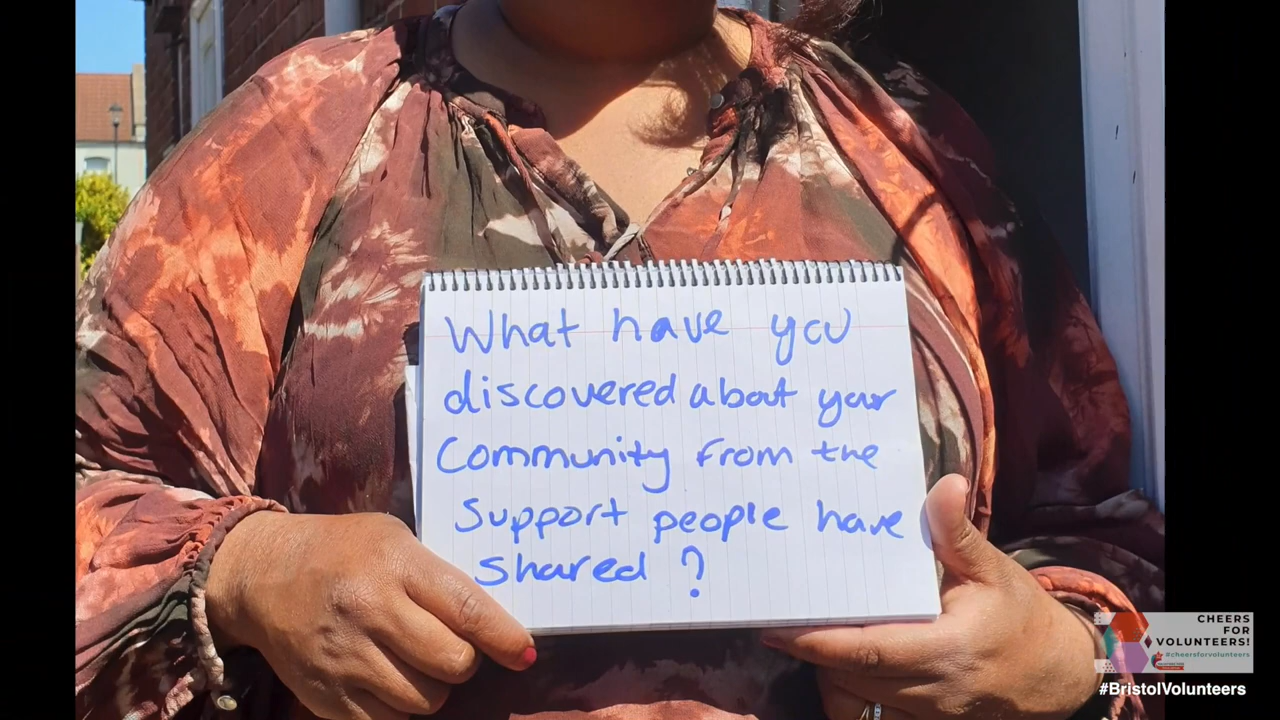 What have you
discovered about your
Community from the
Support people have
shared ?
CHEERS
FOR
VOLUNTEERS!
#cheersforvolunteers
#BristolVolunteers